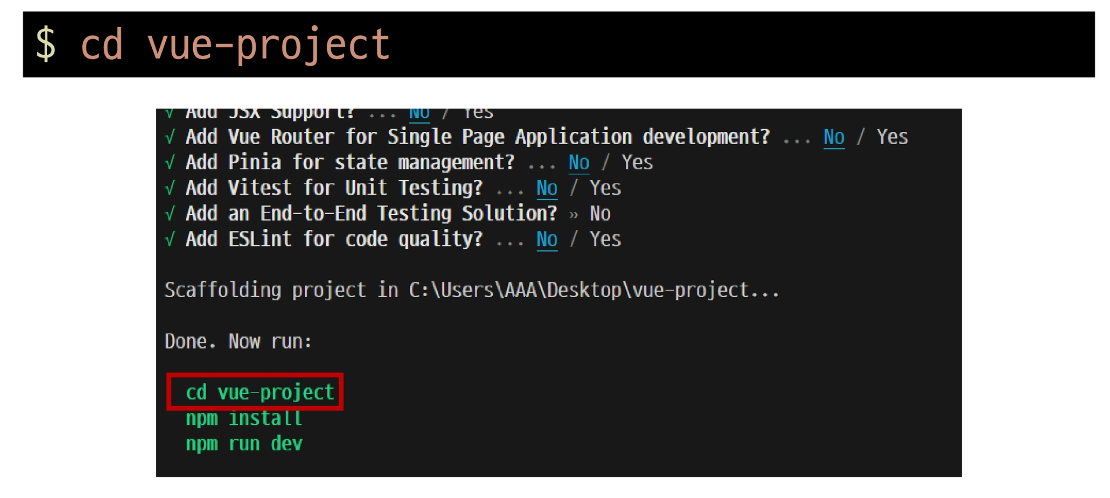 $ cd vue-project
√ Add JSX Support? ... No / Yes
√ Add Vue Router for Single Page Application development? ... No / Yes
√ Add Pinia for state management? ... No / Yes
√ Add Vitest for Unit Testing? ... No / Yes
√ Add an End-to-End Testing Solution? » No
√ Add ESLint for code quality? ... No / Yes
Scaffolding project in C:\Users\AAA\Desktop\vue-project...
Done. Now run:
cd vue-project
npm install
npm run dev